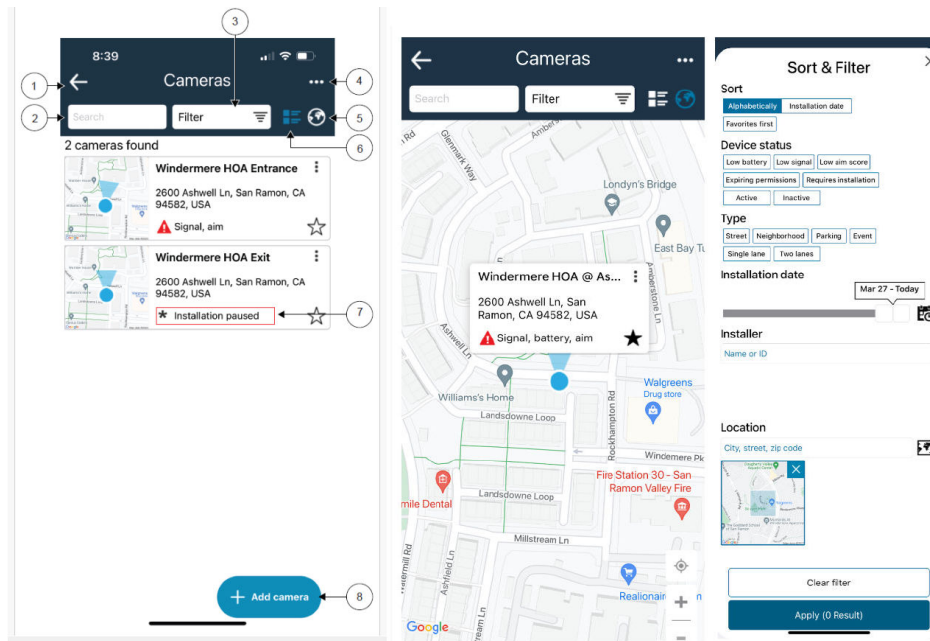 3
8:39
1
Cameras
4
2
Search
Filter
5
6
2 cameras found
Windermere HOA Entrance
2600 Ashwell Ln, San Ramon, CA
94582, USA
Signal, aim
Windermere HOA Exit
2600 Ashwell Ln, San Ramon, CA
94582, USA
* Installation paused
7
+ Add camera
8
Cameras
Search
Filter
Glenmark Way
Londyn's Bridge
East Bay Tu
Amberstone Ln
Windermere HOA @ As...
2600 Ashwell Ln, San
Ramon, CA 94582, USA
Signal, battery, aim
Ashwell Ln
Williams's Home
Walgreens
Drug store
Landsdowne Loop
Rockhampton Rd
Windemere Pk
Fire Station 30 - San
Ramon Valley Fire
mile Dental
Landsdowne Loop
Millstream Ln
Ashfield Ln
Realionair
Google
Sort & Filter
Sort
Alphabetically
Installation date
Favorites first
Device status
Low battery
Low signal
Low aim score
Expiring permissions
Requires installation
Active
Inactive
Type
Street
Neighborhood
Parking
Event
Single lane
Two lanes
Installation date
Mar 27 - Today
Installer
Name or ID
Location
City, street, zip code
Clear filter
Apply (0 Result)